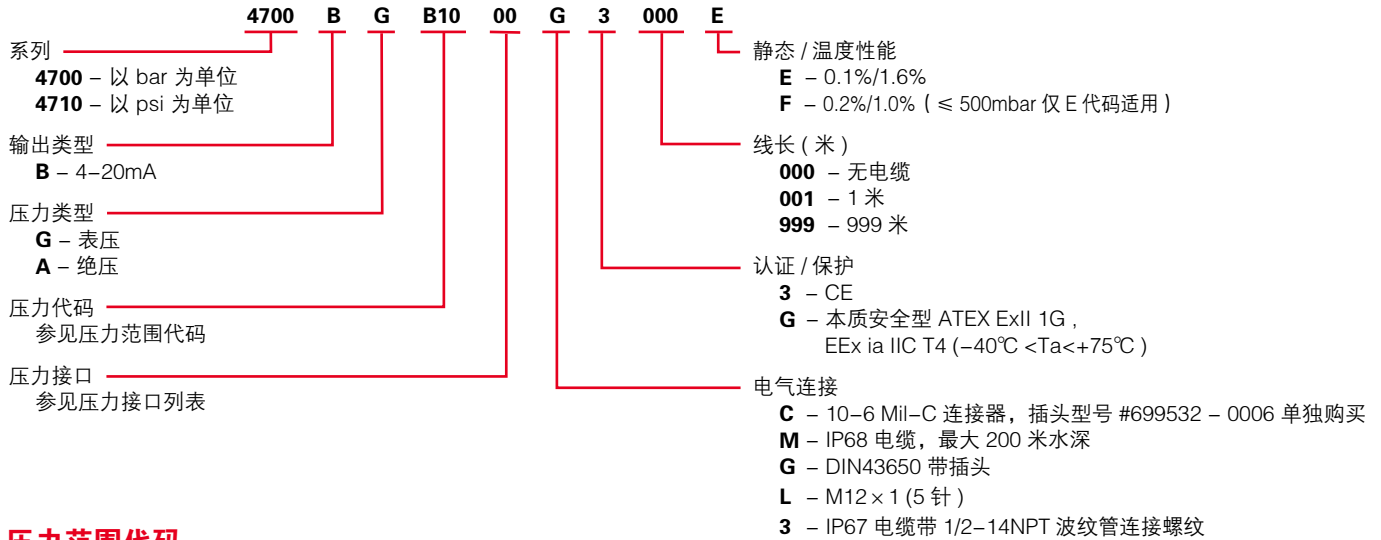 4700 B G B10 00 G 3 000 E
系列
4700 – 以 bar 为单位
4710 – 以 psi 为单位
输出类型
B – 4–20mA
压力类型
G – 表压
A – 绝压
压力代码
参见压力范围代码
压力接口
参见压力接口列表
静态 / 温度性能
E – 0.1%/1.6%
F – 0.2%/1.0% ( ≤ 500mbar 仅 E 代码适用 )
线长 ( 米 )
000 – 无电缆
001 – 1 米
999 – 999 米
认证 / 保护
3 – CE
G – 本质安全型 ATEX ExII 1G ,
EEx ia IIC T4 (–40℃ <Ta<+75℃ )
电气连接
C – 10–6 Mil–C 连接器，插头型号 #699532 – 0006 单独购买
M – IP68 电缆，最大 200 米水深
G – DIN43650 带插头
L – M12 × 1 (5 针 )
3 – IP67 电缆带 1/2–14NPT 波纹管连接螺纹
压力范围代码